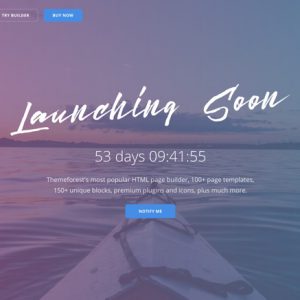 TRY BUILDER
BUY NOW
Launching Soon
53 days 09:41:55
Themeforest's most popular HTML page builder, 100+ page templates,
150+ unique blocks, premium plugins and icons, plus much more.
NOTIFY ME